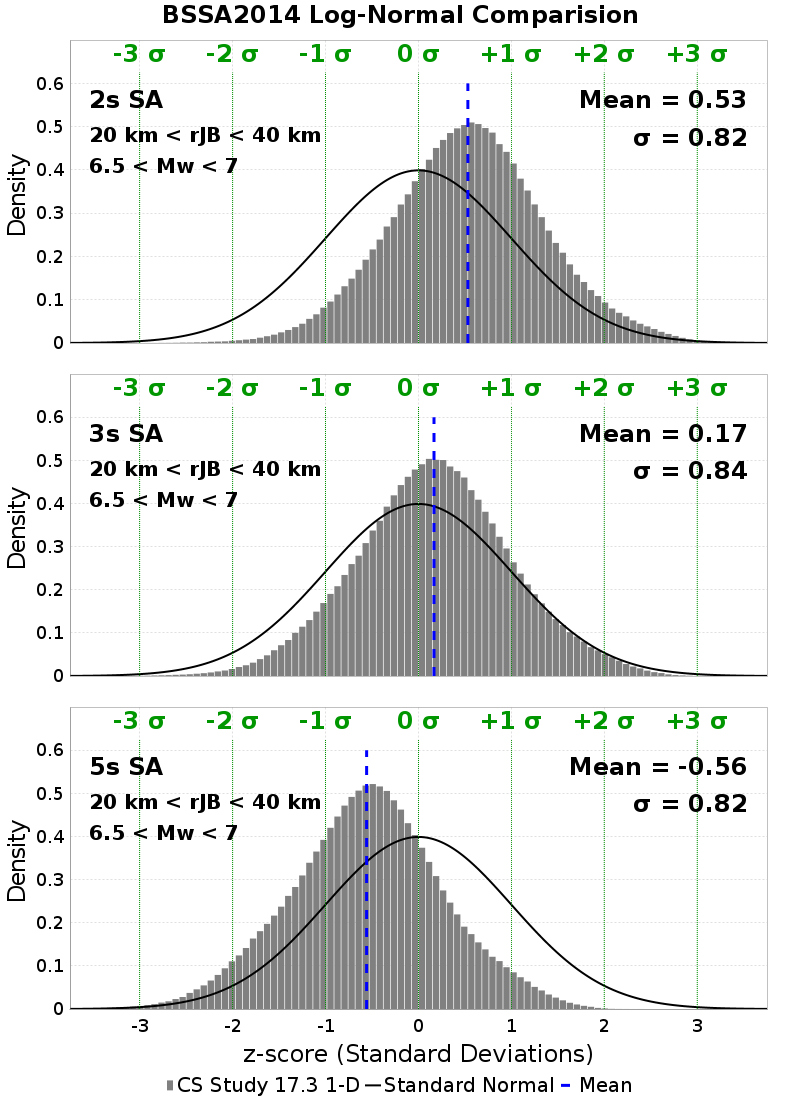 BSSA2014 Log-Normal Comparision
-3 σ -2 σ -1 σ 0 σ +1 σ +2 σ +3 σ
2s SA
20 km < rJB < 40 km
6.5 < Mw < 7
Mean = 0.53
σ = 0.82
Density
0.6
0.5
0.4
0.3
0.2
0.1
0
-3 σ -2 σ -1 σ 0 σ +1 σ +2 σ +3 σ
3s SA
20 km < rJB < 40 km
6.5 < Mw < 7
Mean = 0.17
σ = 0.84
Density
0.6
0.5
0.4
0.3
0.2
0.1
0
-3 σ -2 σ -1 σ 0 σ +1 σ +2 σ +3 σ
5s SA
20 km < rJB < 40 km
6.5 < Mw < 7
Mean = -0.56
σ = 0.82
Density
0.6
0.5
0.4
0.3
0.2
0.1
0
-3 -2 -1 0 1 2 3
z-score (Standard Deviations)
CS Study 17.3 1-D Standard Normal Mean